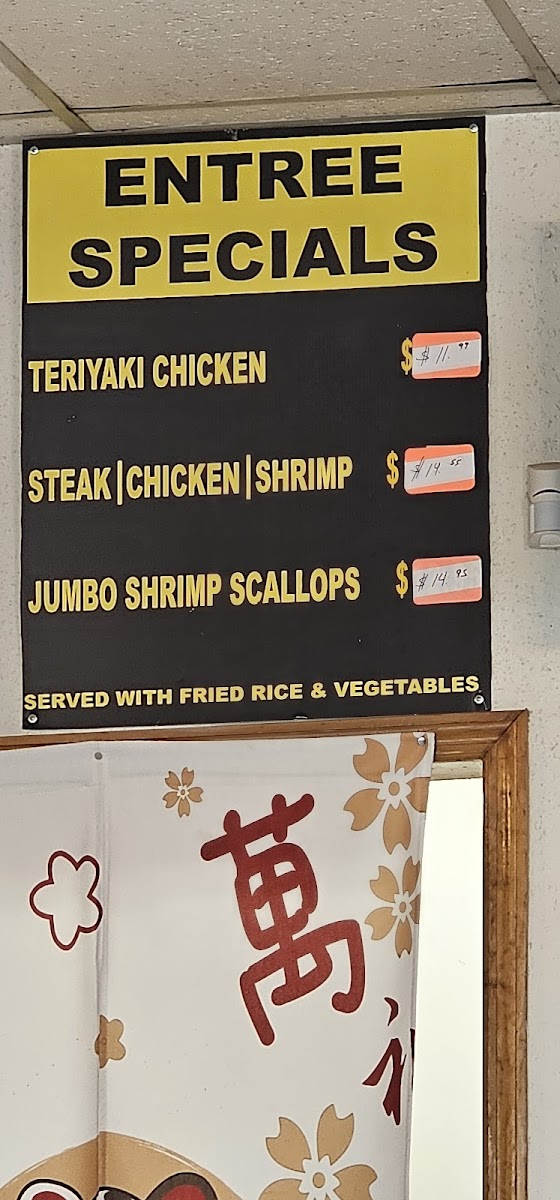 ENTREE
SPECIALS
TERIYAKI CHICKEN $ $ 11.99
STEAK|CHICKEN|SHRIMP $ $ 14.55
JUMBO SHRIMP SCALLOPS $ $ 14.95
SERVED WITH FRIED RICE & VEGETABLES
萬